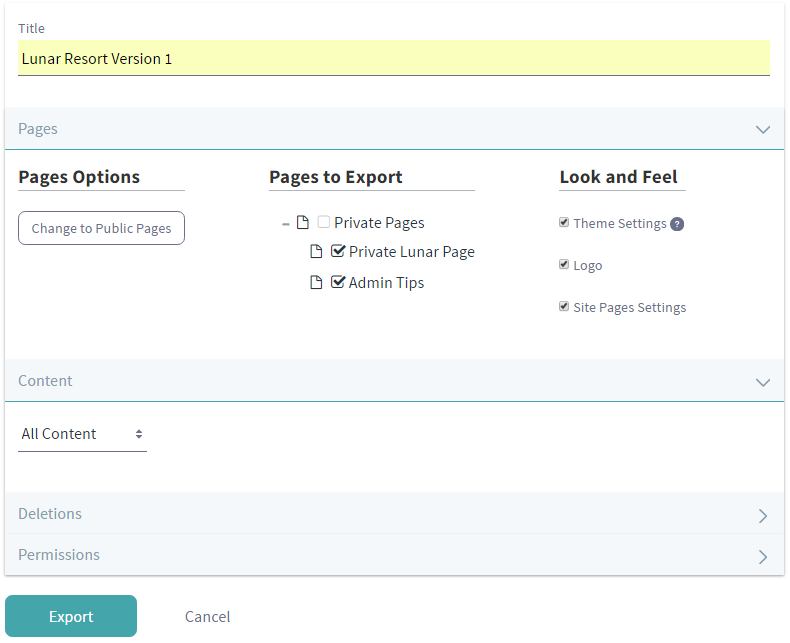 Title
Lunar Resort Version 1
Pages
Pages Options
Change to Public Pages
Pages to Export
Private Pages
Private Lunar Page
Admin Tips
Look and Feel
Theme Settings ?
Logo
Site Pages Settings
Content
All Content
Deletions
Permissions
Export
Cancel